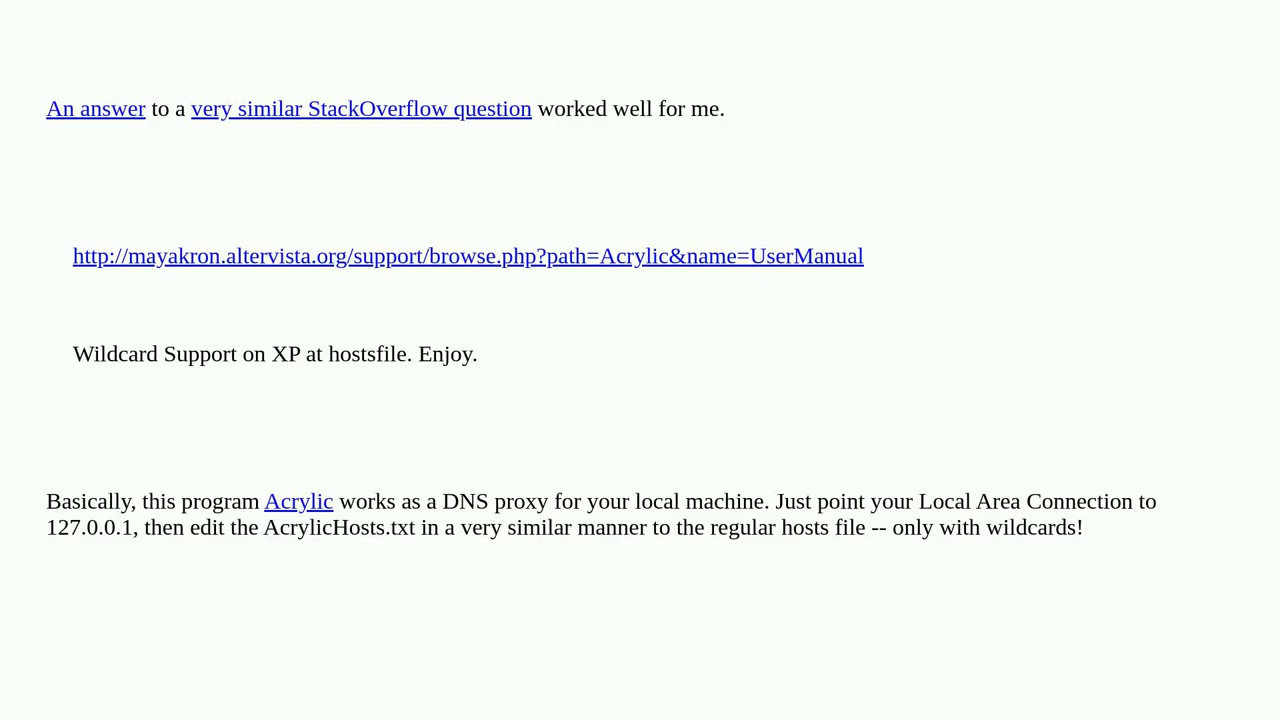 An answer to a very similar StackOverflow question worked well for me.
http://mayakron.altervista.org/support/browse.php?path=Acrylic&name=UserManual
Wildcard Support on XP at hostsfile. Enjoy.
Basically, this program Acrylic works as a DNS proxy for your local machine. Just point your Local Area Connection to
127.0.0.1, then edit the AcrylicHosts.txt in a very similar manner to the regular hosts file -- only with wildcards!